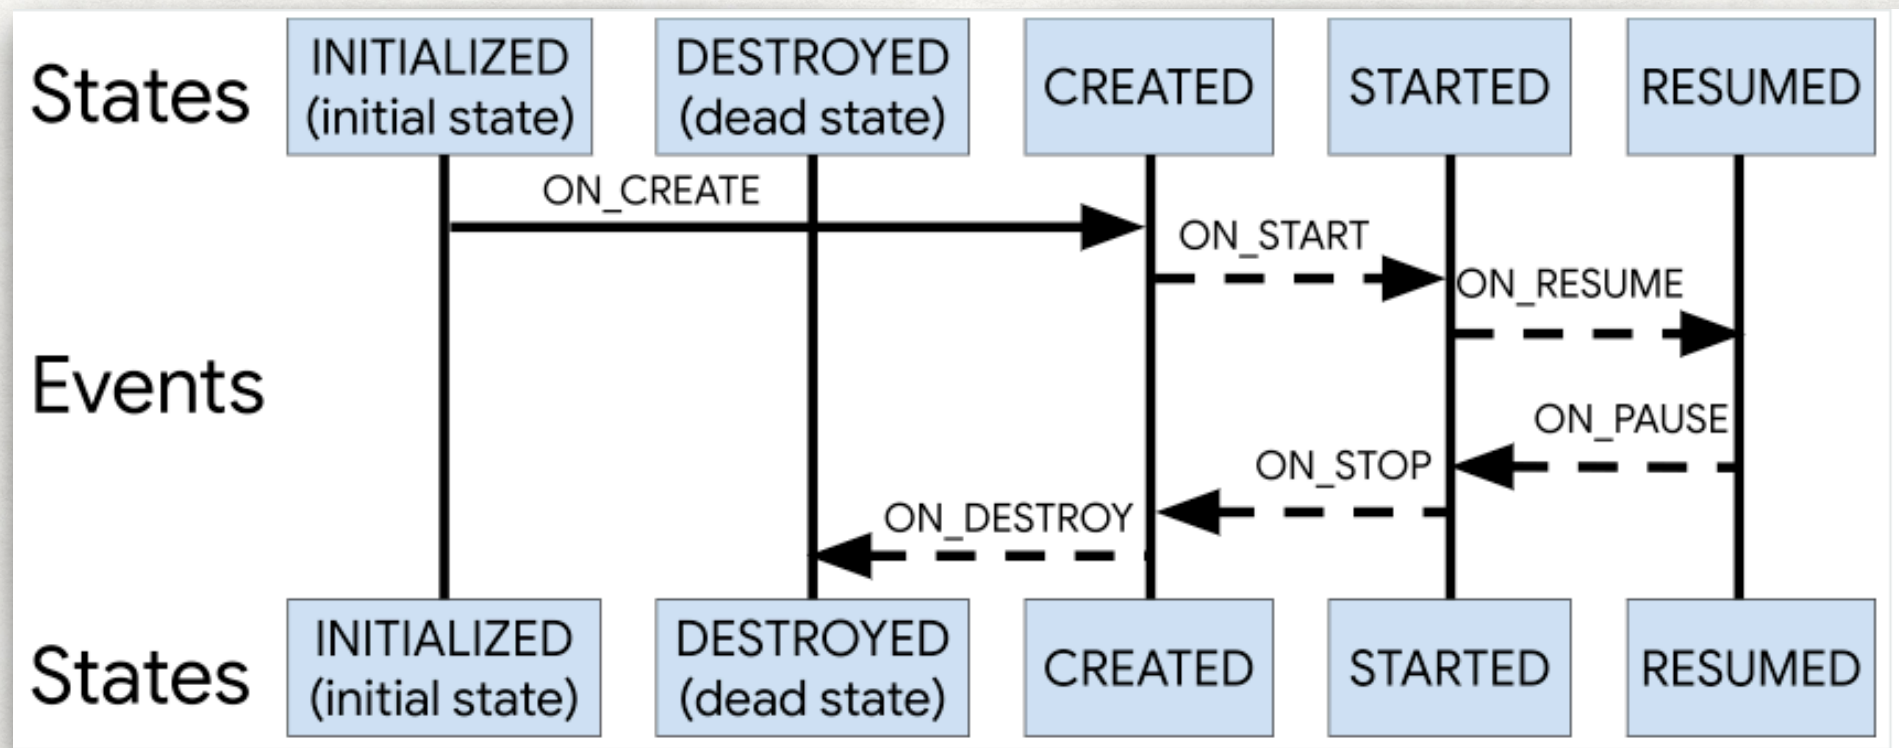 States
INITIALIZED
(initial state)
DESTROYED
(dead state)
CREATED
STARTED
RESUMED
ON_CREATE
ON_START
ON_RESUME
Events
ON_PAUSE
ON_STOP
ON_DESTROY
States
INITIALIZED
(initial state)
DESTROYED
(dead state)
CREATED
STARTED
RESUMED